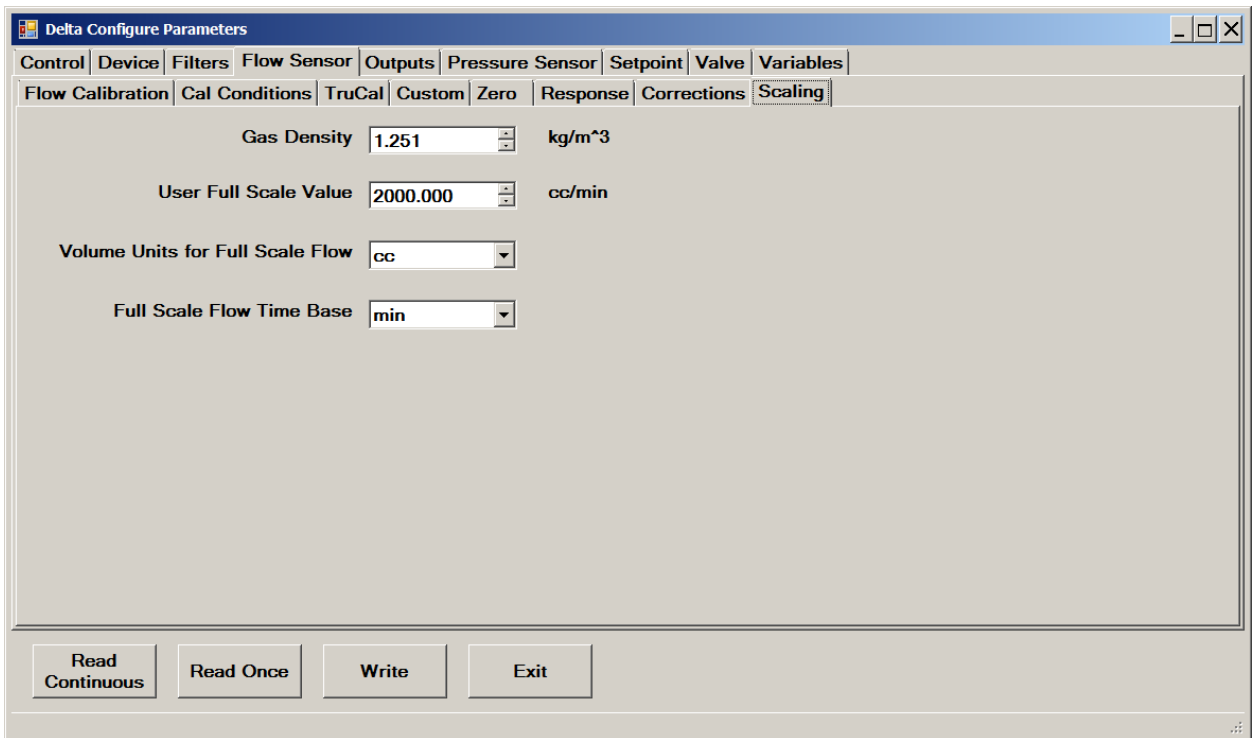 Delta Configure Parameters
Control Device Filters Flow Sensor Outputs Pressure Sensor Setpoint Valve Variables
Flow Calibration Cal Conditions TruCal Custom Zero Response Corrections Scaling
Gas Density 1.251 kg/m^3
User Full Scale Value 2000.000 cc/min
Volume Units for Full Scale Flow cc
Full Scale Flow Time Base min
Read
Continuous
Read Once Write Exit